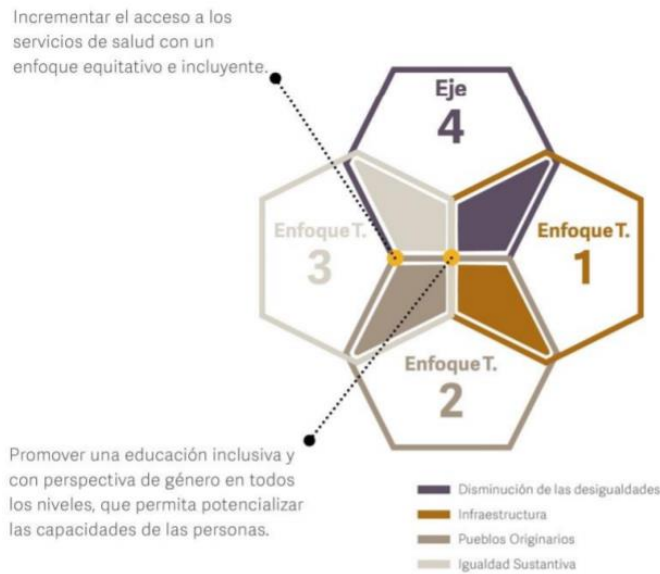 Incrementar el acceso a los
servicios de salud con un
enfoque equitativo e incluyente.
Eje
4
Enfoque T.
3
Enfoque T.
1
Enfoque T.
2
Promover una educación inclusiva y
con perspectiva de género en todos
los niveles, que permita potencializar
las capacidades de las personas.
Disminución de las desigualdades
Infraestructura
Pueblos Originarios
Igualdad Sustantiva